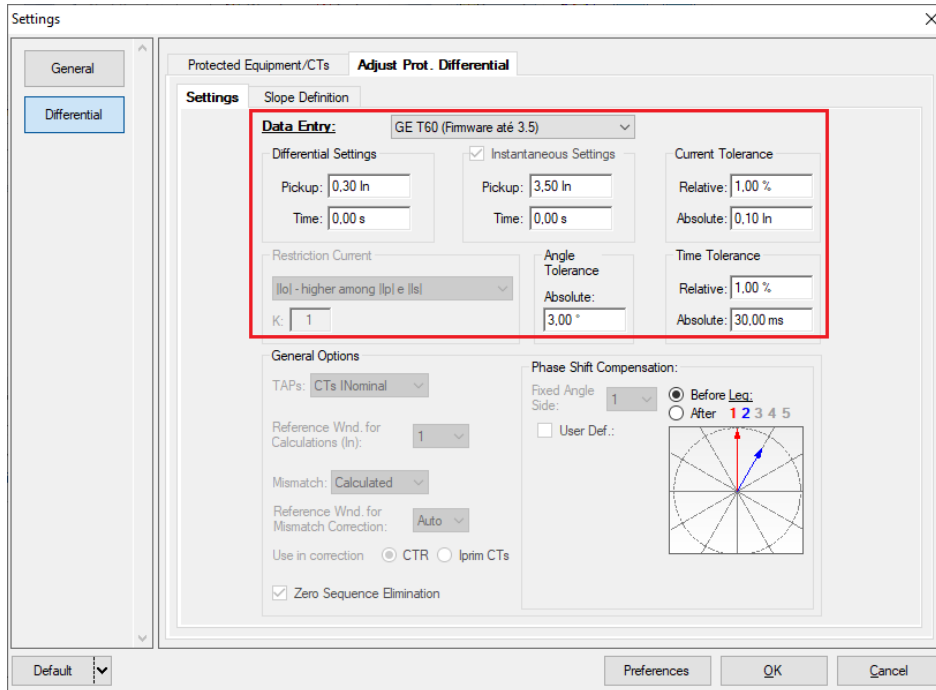 Settings
General
Differential
Protected Equipment/CTs
Adjust Prot. Differential
Settings
Slope Definition
Data Entry:
GE T60 (Firmware até 3.5)
Differential Settings
Pickup: 0,30 In
Time: 0,00 s
Instantaneous Settings
Pickup: 3,50 In
Time: 0,00 s
Current Tolerance
Relative: 1,00 %
Absolute: 0,10 In
Restriction Current
||o| - higher among |Ip| e |Is|
K: 1
Angle
Tolerance
Absolute:
3,00 °
Time Tolerance
Relative: 1,00 %
Absolute: 30,00 ms
General Options
TAPs: CTs INominal
Reference Wnd. for
Calculations (In): 1
Mismatch: Calculated
Reference Wnd. for
Mismatch Correction: Auto
Use in correction CTR Iprim CTs
Zero Sequence Elimination
Phase Shift Compensation:
Fixed Angle
Side: 1
User Def.:
Before Leg:
After 1 2 3 4 5
Default
Preferences
OK
Cancel